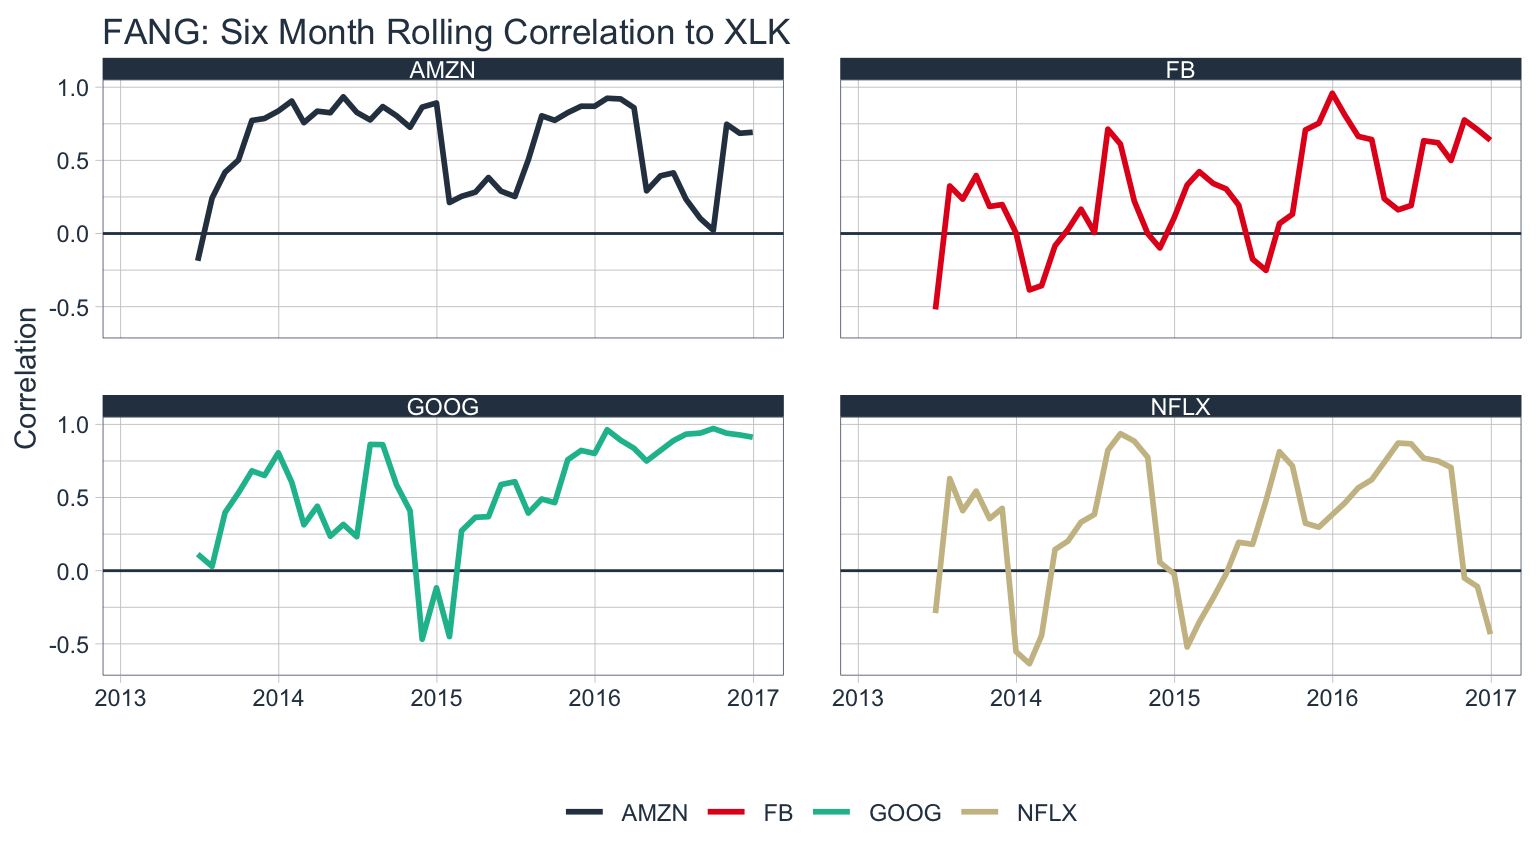 FANG: Six Month Rolling Correlation to XLK
AMZN
FB
1.0
0.5
0.0
-0.5
Correlation
GOOG
NFLX
1.0
0.5
0.0
-0.5
2013 2014 2015 2016 2017
2013 2014 2015 2016 2017
AMZN FB GOOG NFLX